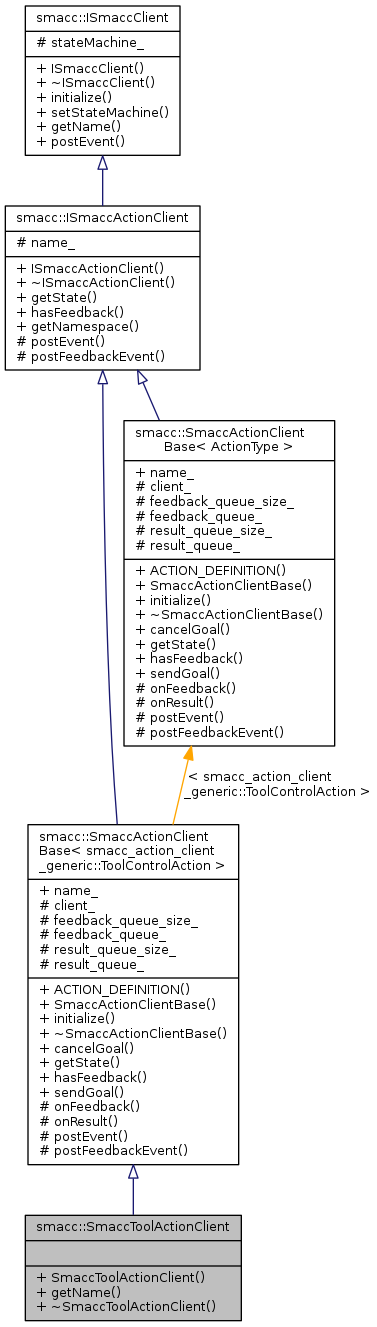 smacc::ISmaccClient
# stateMachine_
+ ISmaccClient()
+ ~ISmaccClient()
+ initialize()
+ setStateMachine()
+ getName()
+ postEvent()
smacc::ISmaccActionClient
# name_
+ ISmaccActionClient()
+ ~ISmaccActionClient()
+ getState()
+ hasFeedback()
+ getNamespace()
# postEvent()
# postFeedbackEvent()
smacc::SmaccActionClient
Base< ActionType >
+ name_
# client_
# feedback_queue_size_
# feedback_queue_
# result_queue_size_
# result_queue_
+ ACTION_DEFINITION()
+ SmaccActionClientBase()
+ initialize()
+ ~SmaccActionClientBase()
+ cancelGoal()
+ getState()
+ hasFeedback()
+ sendGoal()
# onFeedback()
# onResult()
# postEvent()
# postFeedbackEvent()
< smacc_action_client
_generic::ToolControlAction >
smacc::SmaccActionClient
Base< smacc_action_client
_generic::ToolControlAction >
+ name_
# client_
# feedback_queue_size_
# feedback_queue_
# result_queue_size_
# result_queue_
+ ACTION_DEFINITION()
+ SmaccActionClientBase()
+ initialize()
+ ~SmaccActionClientBase()
+ cancelGoal()
+ getState()
+ hasFeedback()
+ sendGoal()
# onFeedback()
# onResult()
# postEvent()
# postFeedbackEvent()
smacc::SmaccToolActionClient
+ SmaccToolActionClient()
+ getName()
+ ~SmaccToolActionClient()